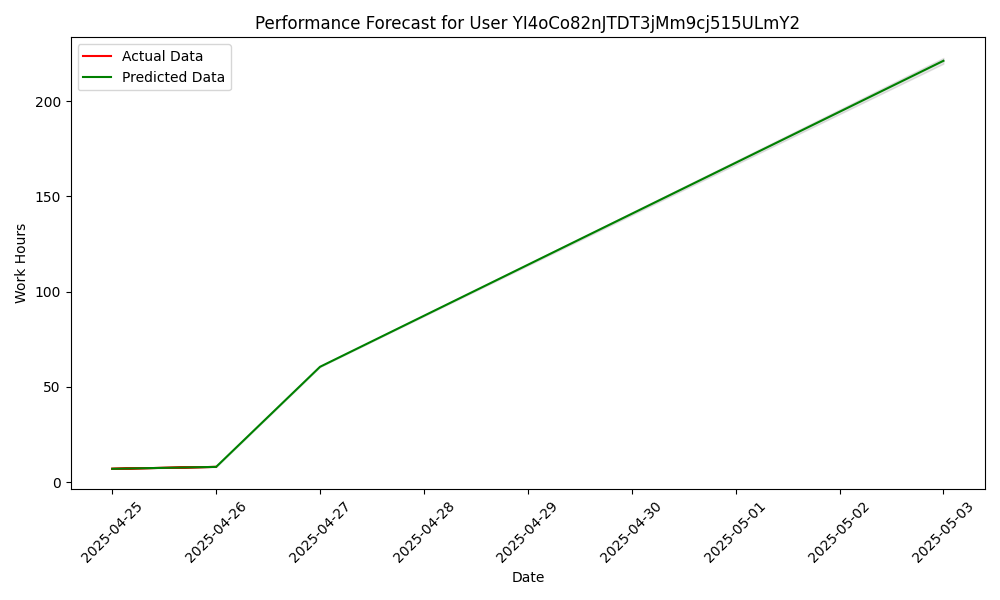 Performance Forecast for User YI4oCo82nJTDT3jMm9cj515ULmY2
Actual Data
Predicted Data
Work Hours
200
150
100
50
0
2025-04-25
2025-04-26
2025-04-27
2025-04-28
2025-04-29
2025-04-30
2025-05-01
2025-05-02
2025-05-03
Date